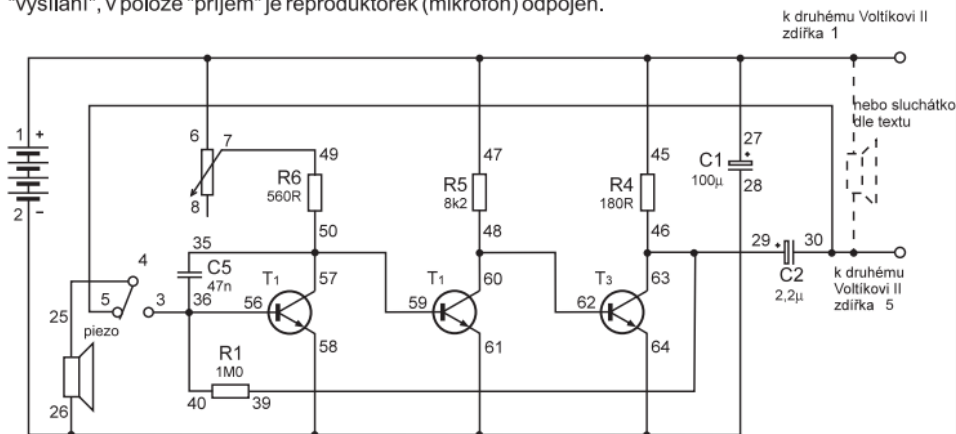 "vysílání", v poloze "příjem" je reproduktorek (mikrofon) odpojen.
k druhému Voltíkovi II
zdířka 1
nebo sluchátko
dle textu
1 +
2 −
6
7
8
49
R6
560R
50
47
R5
8k2
48
45
R4
180R
46
27
C1
100μ
28
+
35
C5
47n
36
4
5
3
25
piezo
26
56
T1
57
58
59
T1
60
61
62
T3
63
64
29
+
30
C2
2,2μ
k druhému
Voltíkovi II
zdířka 5
R1
1M0
40
39